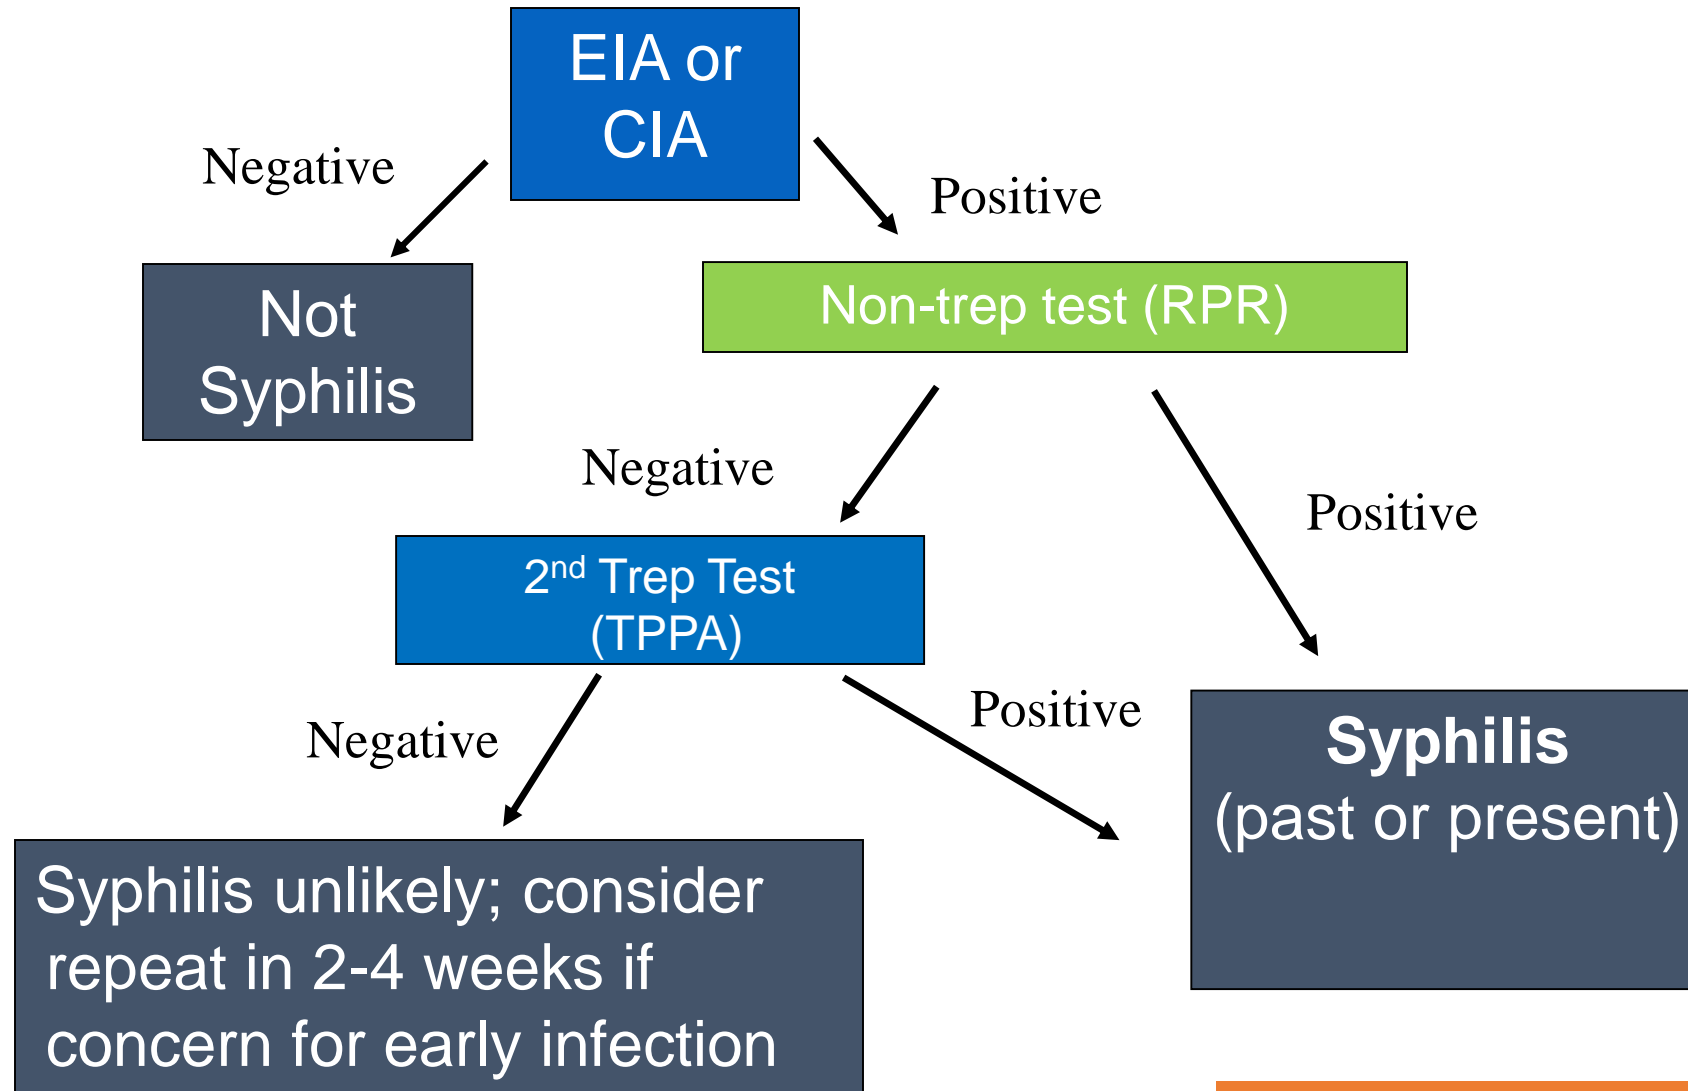 EIA or
CIA
Negative
Positive
Not
Syphilis
Non-trep test (RPR)
Negative
Positive
2nd Trep Test
(TPPA)
Negative
Positive
Syphilis
(past or present)
Syphilis unlikely; consider
repeat in 2-4 weeks if
concern for early infection